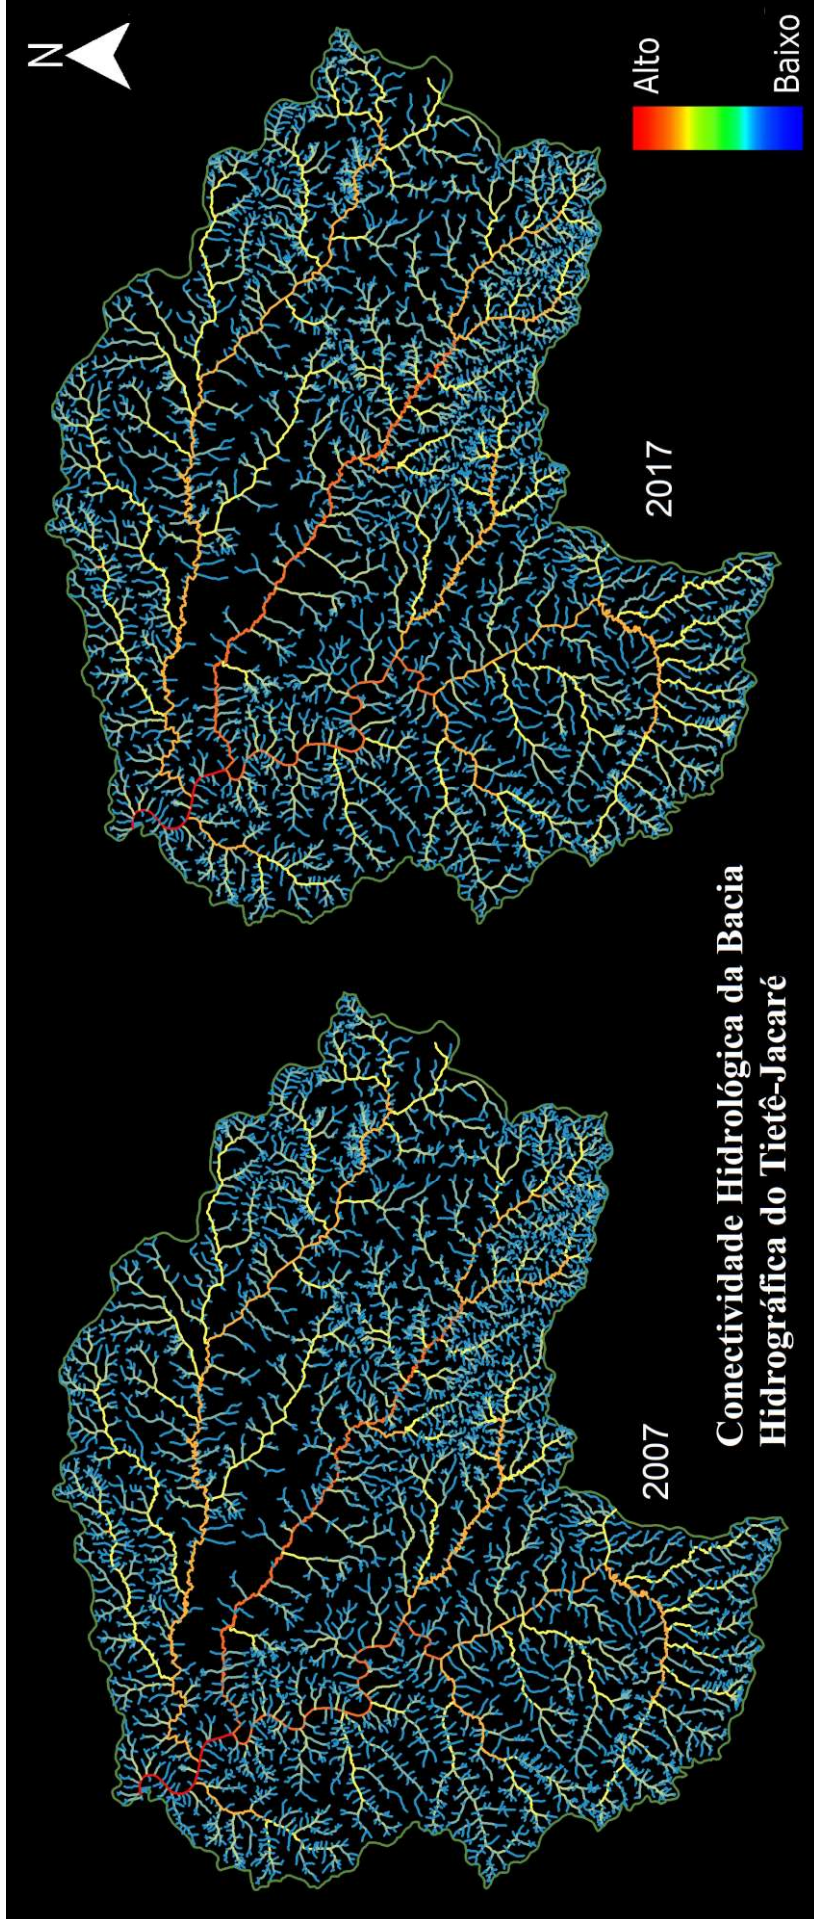 N
Alto
Baixo
2007
2017
Conectividade Hidrológica da Bacia
Hidrográfica do Tietê-Jacaré